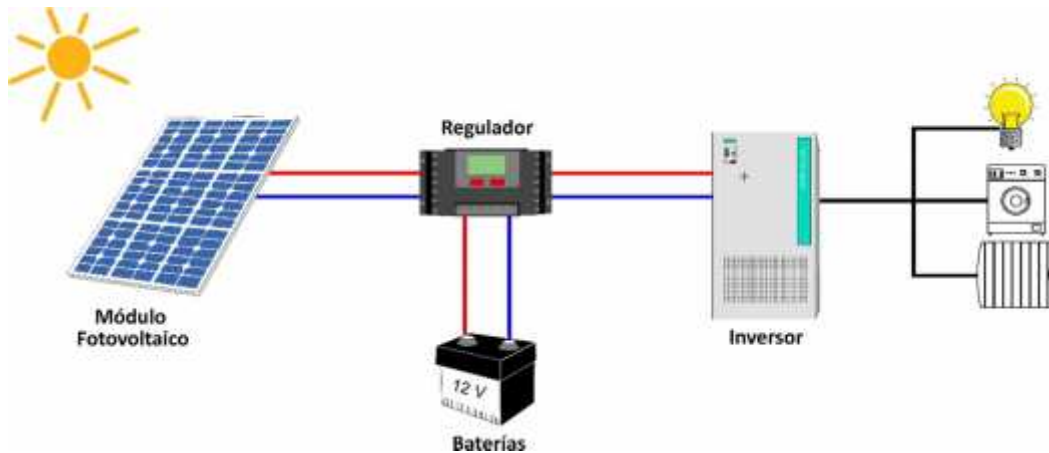 Regulador
Módulo
Fotovoltaico
Inversor
12 V
Baterías